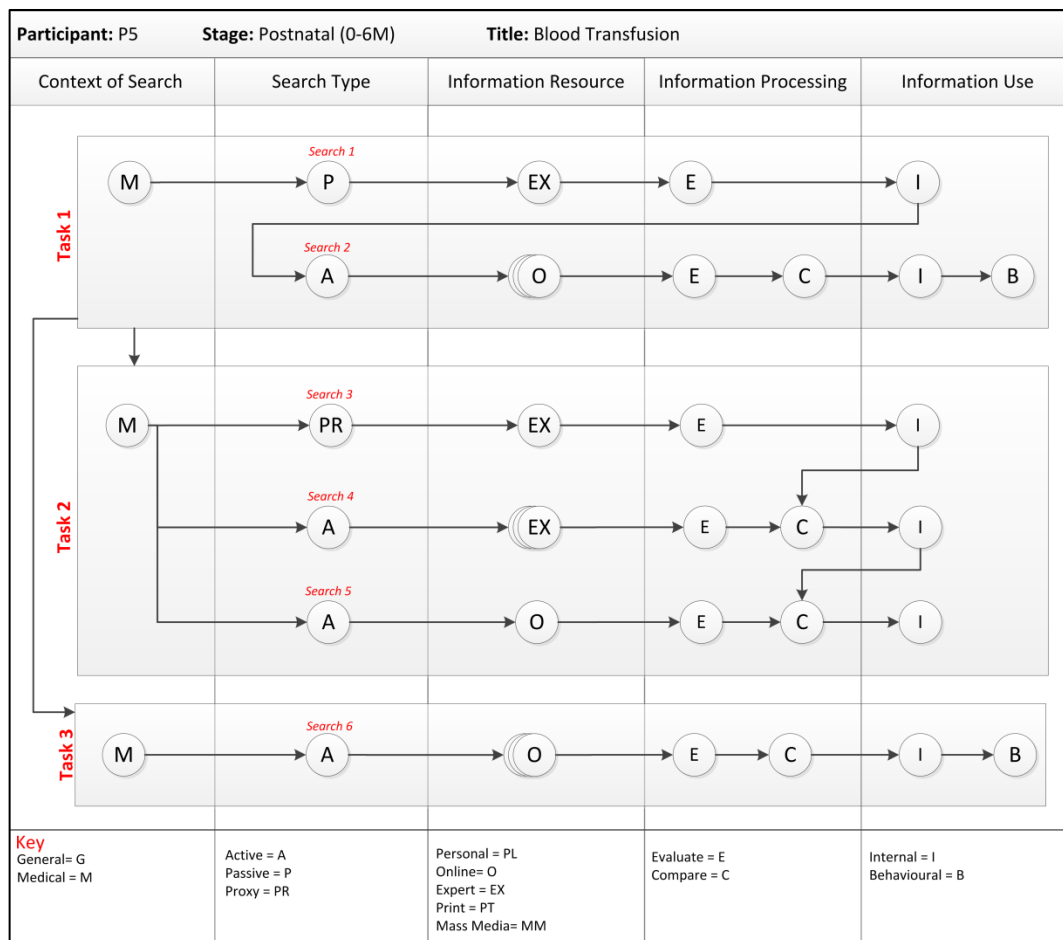 Participant: P5 Stage: Postnatal (0-6M) Title: Blood Transfusion
Context of Search Search Type Information Resource Information Processing Information Use
Task 1
Search 1
M P EX E I
Search 2
A O E C I B
Task 2
Search 3
M PR EX E I
Search 4
A EX E C I
Search 5
A O E C I
Task 3
Search 6
M A O E C I B
Key
General= G
Medical = M
Active = A
Passive = P
Proxy = PR
Personal = PL
Online= O
Expert = EX
Print = PT
Mass Media= MM
Evaluate = E
Compare = C
Internal = I
Behavioural = B